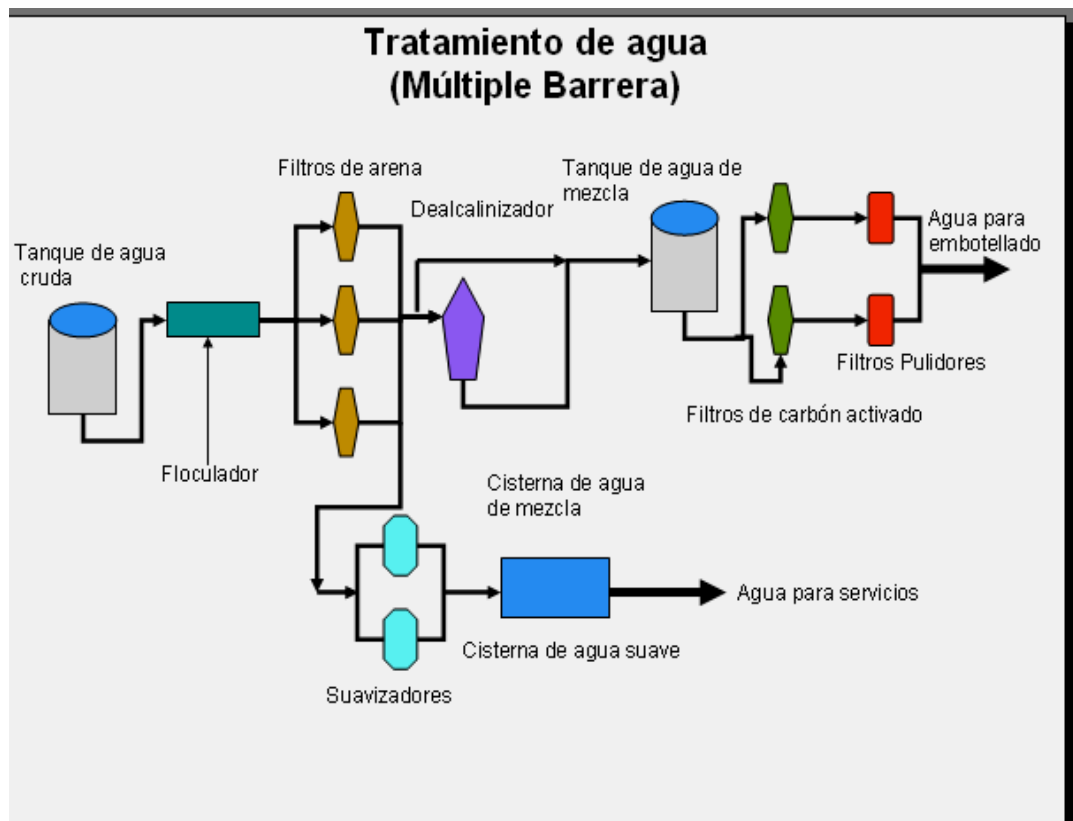 Tratamiento de agua
(Múltiple Barrera)
Filtros de arena
Tanque de agua de
mezcla
Dealcalinizador
Agua para
embotellado
Tanque de agua
cruda
Filtros Pulidores
Filtros de carbón activado
Floculador
Cisterna de agua
de mezcla
Agua para servicios
Cisterna de agua suave
Suavizadores